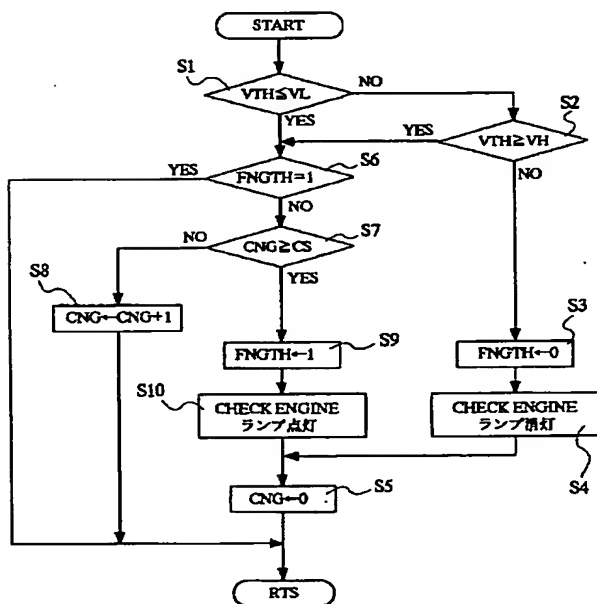 START
S1
VTH≦VL
NO
S2
YES
YES
VTH≧VH
S6
YES
FNGTH=1
NO
NO
S7
NO
CNG≧CS
S8
YES
CNG←CNG+1
S3
S9
FNGTH←1
FNGTH←0
S10
CHECK ENGINE
ランプ点灯
CHECK ENGINE
ランプ消灯
S4
S5
CNG←0
RTS